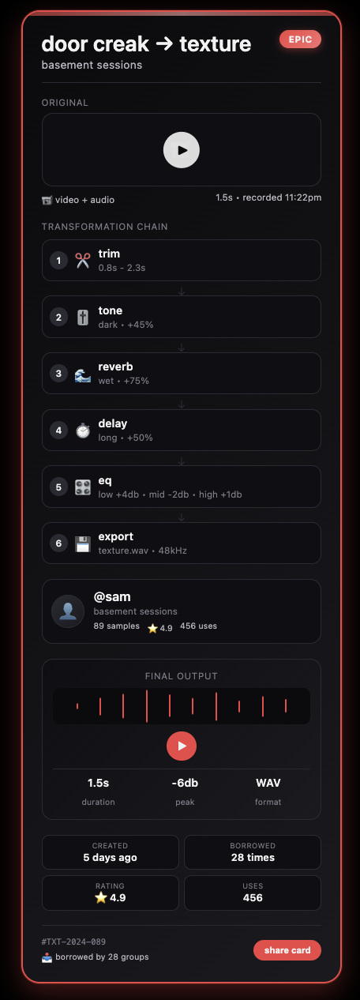 door creak → texture
EPIC
basement sessions
ORIGINAL
video + audio
1.5s • recorded 11:22pm
TRANSFORMATION CHAIN
1 trim
0.8s - 2.3s
2 tone
dark • +45%
3 reverb
wet • +75%
4 delay
long • +50%
5 eq
low +4db • mid -2db • high +1db
6 export
texture.wav • 48kHz
@sam
basement sessions
89 samples ⭐ 4.9 456 uses
FINAL OUTPUT
1.5s -6db WAV
duration peak format
CREATED
5 days ago
BORROWED
28 times
RATING
⭐ 4.9
USES
456
#TXT–2024–089
borrowed by 28 groups
share card